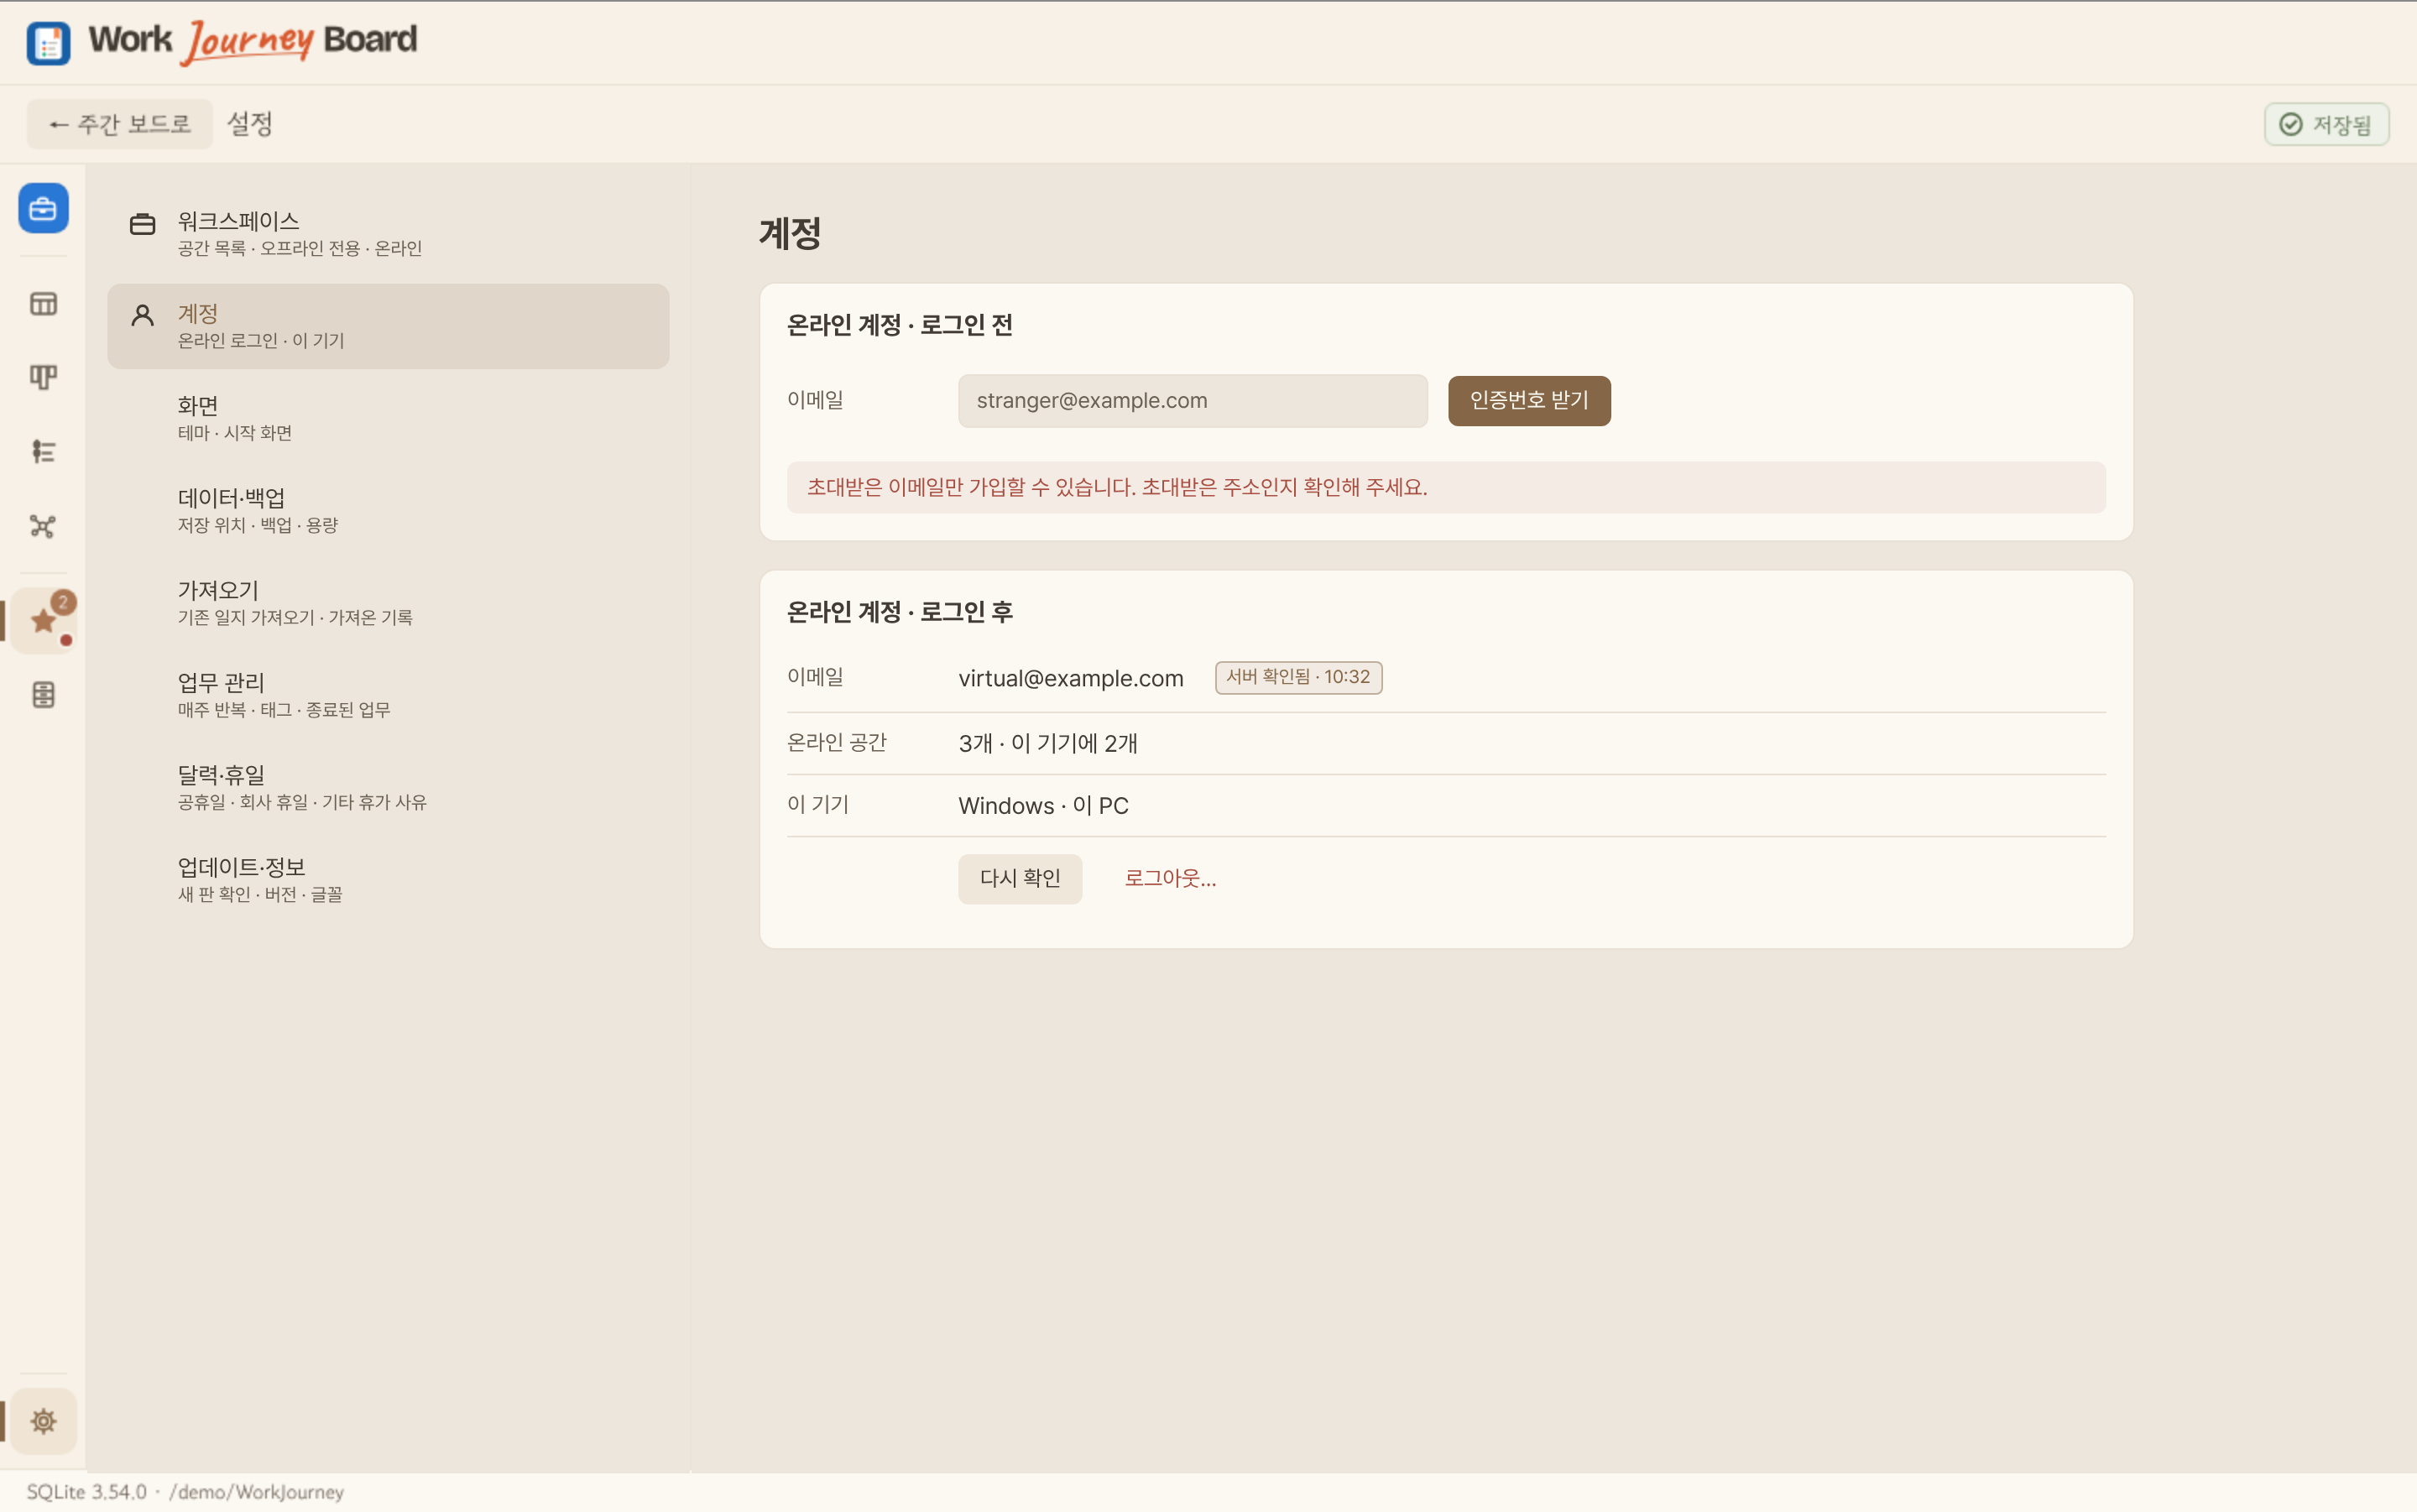 Work Journey Board
← 주간 보드로
설정
저장됨
워크스페이스
공간 목록 · 오프라인 전용 · 온라인
계정
온라인 로그인 · 이 기기
화면
테마 · 시작 화면
데이터·백업
저장 위치 · 백업 · 용량
가져오기
기존 일지 가져오기 · 가져온 기록
업무 관리
매주 반복 · 태그 · 종료된 업무
달력·휴일
공휴일 · 회사 휴일 · 기타 휴가 사유
업데이트·정보
새 판 확인 · 버전 · 글꼴
2
계정
온라인 계정 · 로그인 전
이메일
stranger@example.com
인증번호 받기
초대받은 이메일만 가입할 수 있습니다. 초대받은 주소인지 확인해 주세요.
온라인 계정 · 로그인 후
이메일
virtual@example.com
서버 확인됨 · 10:32
온라인 공간
3개 · 이 기기에 2개
이 기기
Windows · 이 PC
다시 확인
로그아웃...
SQLite 3.54.0 · /demo/WorkJourney